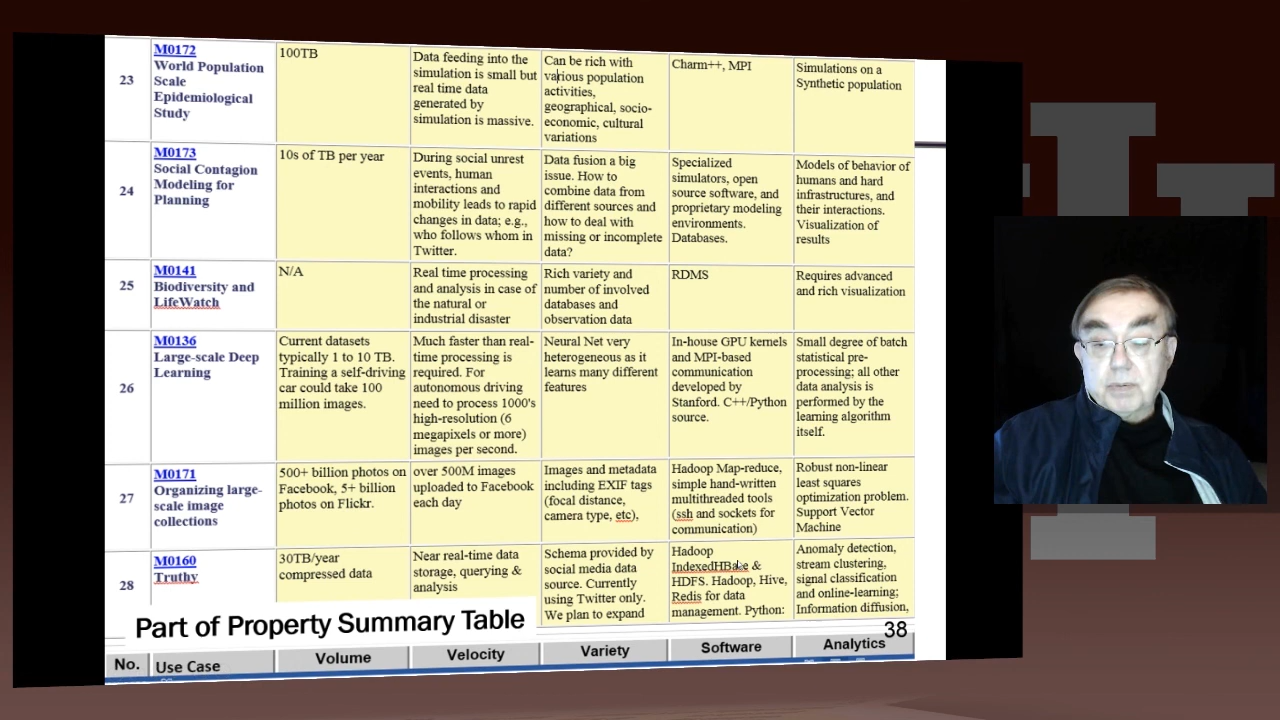 23
M0172
World Population
Scale
Epidemiological
Study
100TB
Data feeding into the
simulation is small but
real time data
generated by
simulation is massive.
Can be rich with
various population
activities,
geographical, socio-
economic, cultural
variations
Charm++, MPI
Simulations on a
Synthetic population
24
M0173
Social Contagion
Modeling for
Planning
10s of TB per year
During social unrest
events, human
interactions and
mobility leads to rapid
changes in data; e.g.,
who follows whom in
Twitter.
Data fusion a big
issue. How to
combine data from
different sources and
how to deal with
missing or incomplete
data?
Specialized
simulators, open
source software, and
proprietary modeling
environments.
Databases.
Models of behavior of
humans and hard
infrastructures, and
their interactions.
Visualization of
results
25
M0141
Biodiversity and
LifeWatch
N/A
Real time processing
and analysis in case of
the natural or
industrial disaster
Rich variety and
number of involved
databases and
observation data
RDMS
Requires advanced
and rich visualization
26
M0136
Large-scale Deep
Learning
Current datasets
typically 1 to 10 TB.
Training a self-driving
car could take 100
million images.
Much faster than real-
time processing is
required. For
autonomous driving
need to process 1000's
high-resolution (6
megapixels or more)
images per second.
Neural Net very
heterogeneous as it
learns many different
features
In-house GPU kernels
and MPI-based
communication
developed by
Stanford. C++/Python
source.
Small degree of batch
statistical pre-
processing; all other
data analysis is
performed by the
learning algorithm
itself.
27
M0171
Organizing large-
scale image
collections
500+ billion photos on
Facebook, 5+ billion
photos on Flickr.
over 500M images
uploaded to Facebook
each day
Images and metadata
including EXIF tags
(focal distance,
camera type, etc),
Hadoop Map-reduce,
simple hand-written
multithreaded tools
(ssh and sockets for
communication)
Robust non-linear
least squares
optimization problem.
Support Vector
Machine
28
M0160
Truthy
30TB/year
compressed data
Near real-time data
storage, querying &
analysis
Schema provided by
social media data
source. Currently
using Twitter only.
We plan to expand
Hadoop
IndexedHBase &
HDFS. Hadoop, Hive,
Redis for data
management. Python:
Anomaly detection,
stream clustering,
signal classification
and online-learning;
Information diffusion,
Part of Property Summary Table
38
No.
Use Case
Volume
Velocity
Variety
Software
Analytics